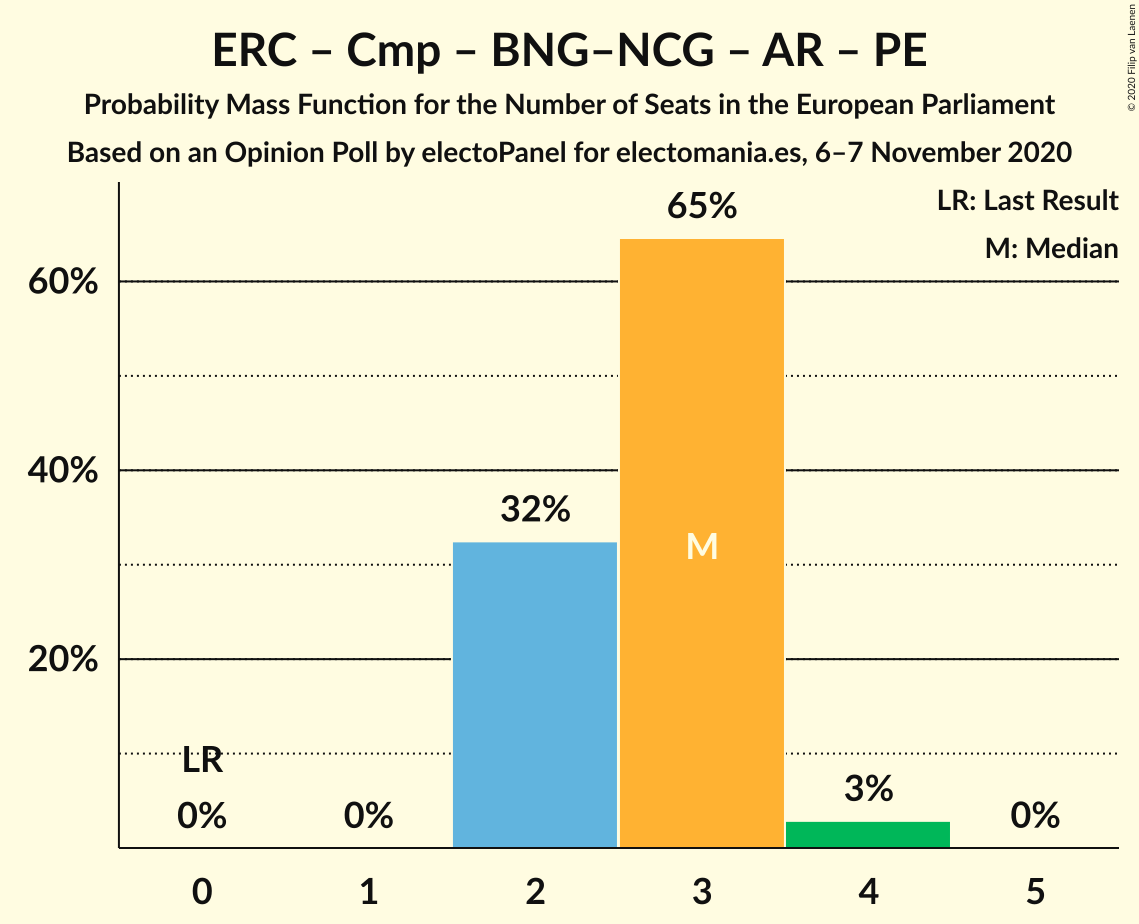 ERC – Cmp – BNG–NCG – AR – PE
Probability Mass Function for the Number of Seats in the European Parliament
Based on an Opinion Poll by electoPanel for electomania.es, 6–7 November 2020
© 2020 Filip van Laenen
LR: Last Result
M: Median
60%
40%
20%
65%
32%
M
LR
0%
0%
3%
0%
0
1
2
3
4
5